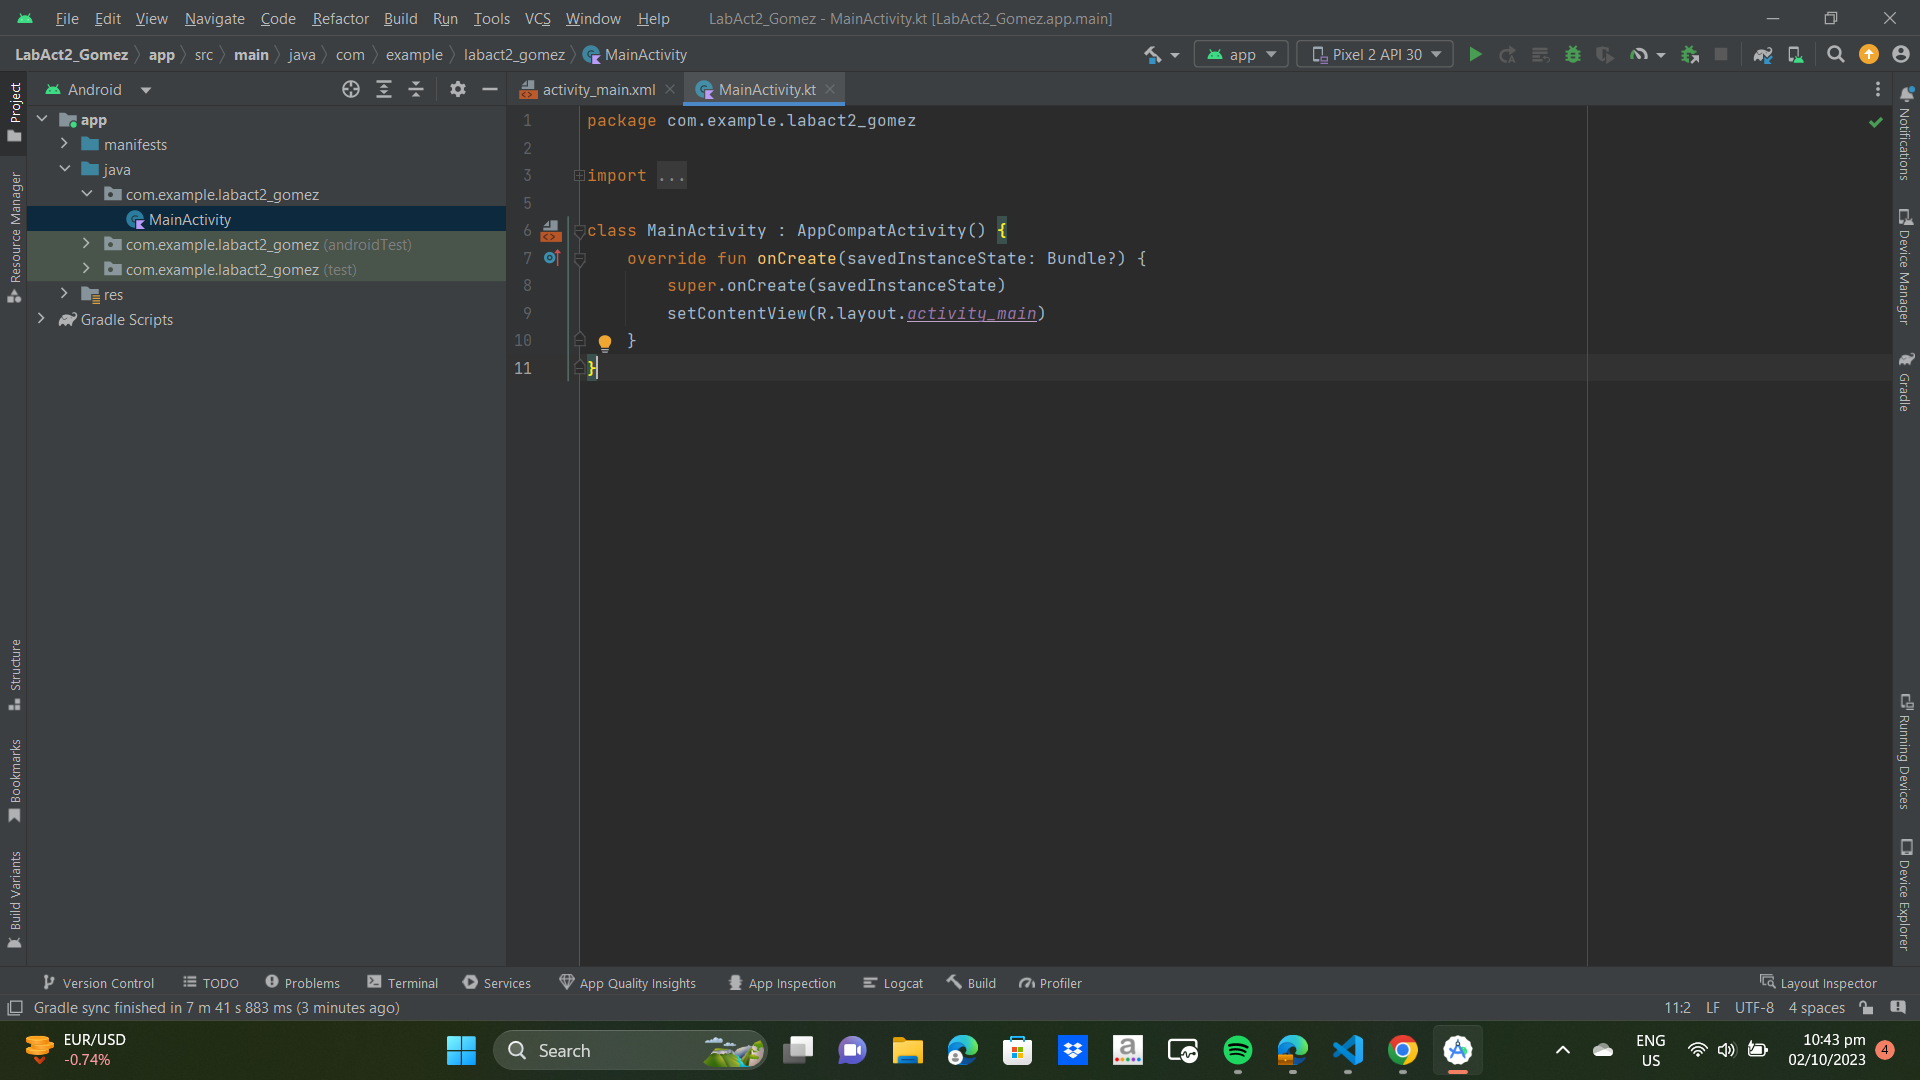 File Edit View Navigate Code Refactor Build Run Tools VCS Window Help LabAct2_Gomez - MainActivity.kt [LabAct2_Gomez.app.main]
LabAct2_Gomez app src main java com example labact2_gomez MainActivity app Pixel 2 API 30
Android activity_main.xml MainActivity.kt
Project
Resource Manager
Structure
Bookmarks
Build Variants
app
manifests
java
com.example.labact2_gomez
MainActivity
com.example.labact2_gomez (androidTest)
com.example.labact2_gomez (test)
res
Gradle Scripts
1 package com.example.labact2_gomez
2
3 import ...
5
6 class MainActivity : AppCompatActivity() {
7 override fun onCreate(savedInstanceState: Bundle?) {
8 super.onCreate(savedInstanceState)
9 setContentView(R.layout.activity_main)
10 }
11 }
Notifications
Device Manager
Gradle
Running Devices
Device Explorer
Version Control TODO Problems Terminal Services App Quality Insights App Inspection Logcat Build Profiler Layout Inspector
Gradle sync finished in 7 m 41 s 883 ms (3 minutes ago) 11:2 LF UTF-8 4 spaces
EUR/USD
-0.74%
Search
a
ENG
US
10:43 pm
02/10/2023
4